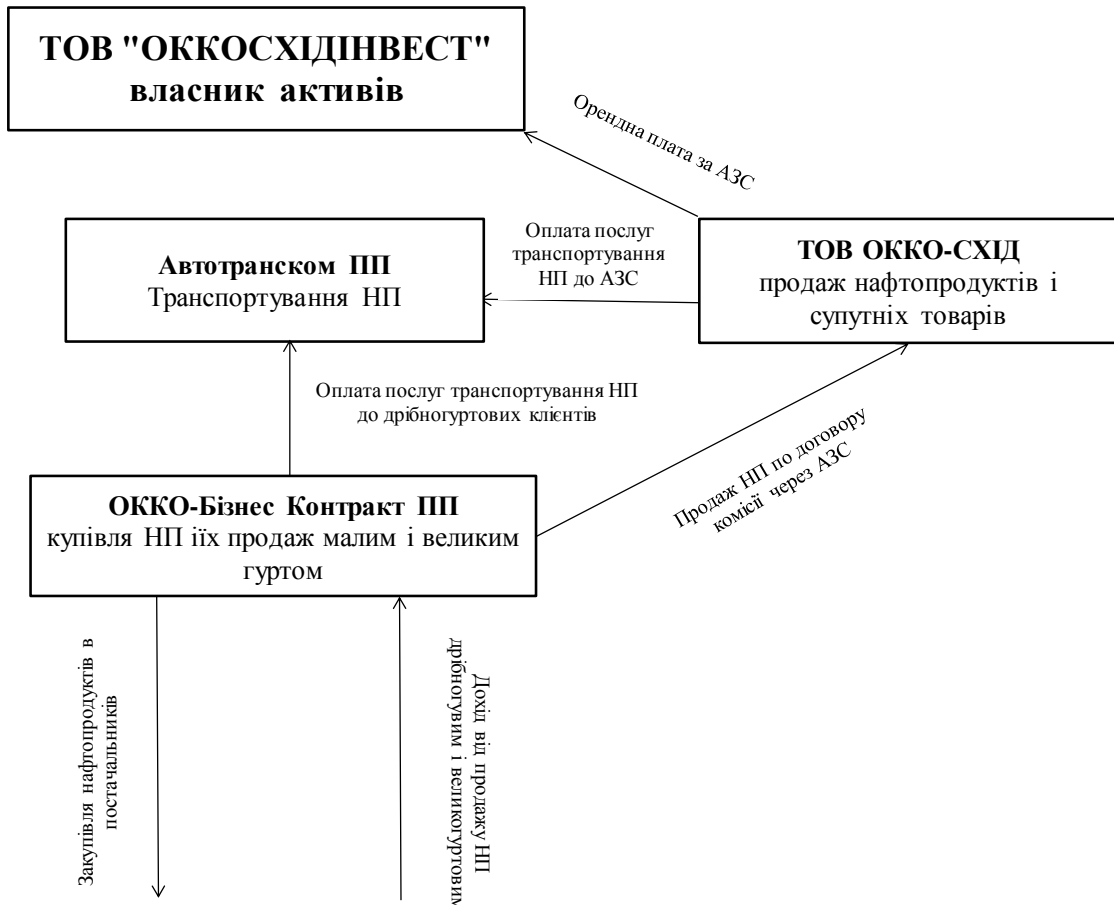 ТОВ "ОККОСХІДІНВЕСТ"
власник активів
Орендна плата за АЗС
Автотранском ПП
Транспортування НП
Оплата послуг
транспортування
НП до АЗС
ТОВ ОККО-СХІД
продаж нафтопродуктів і
супутніх товарів
Оплата послуг транспортування НП
до дрібногуртових клієнтів
Продаж НП по договору
комісії через АЗС
ОККО-Бізнес Контракт ПП
купівля НП іїх продаж малим і великим
гуртом
Закупівля нафтопродуктів в
постачальників
Дохід від продажу НП
дрібногувим і великогуртовим